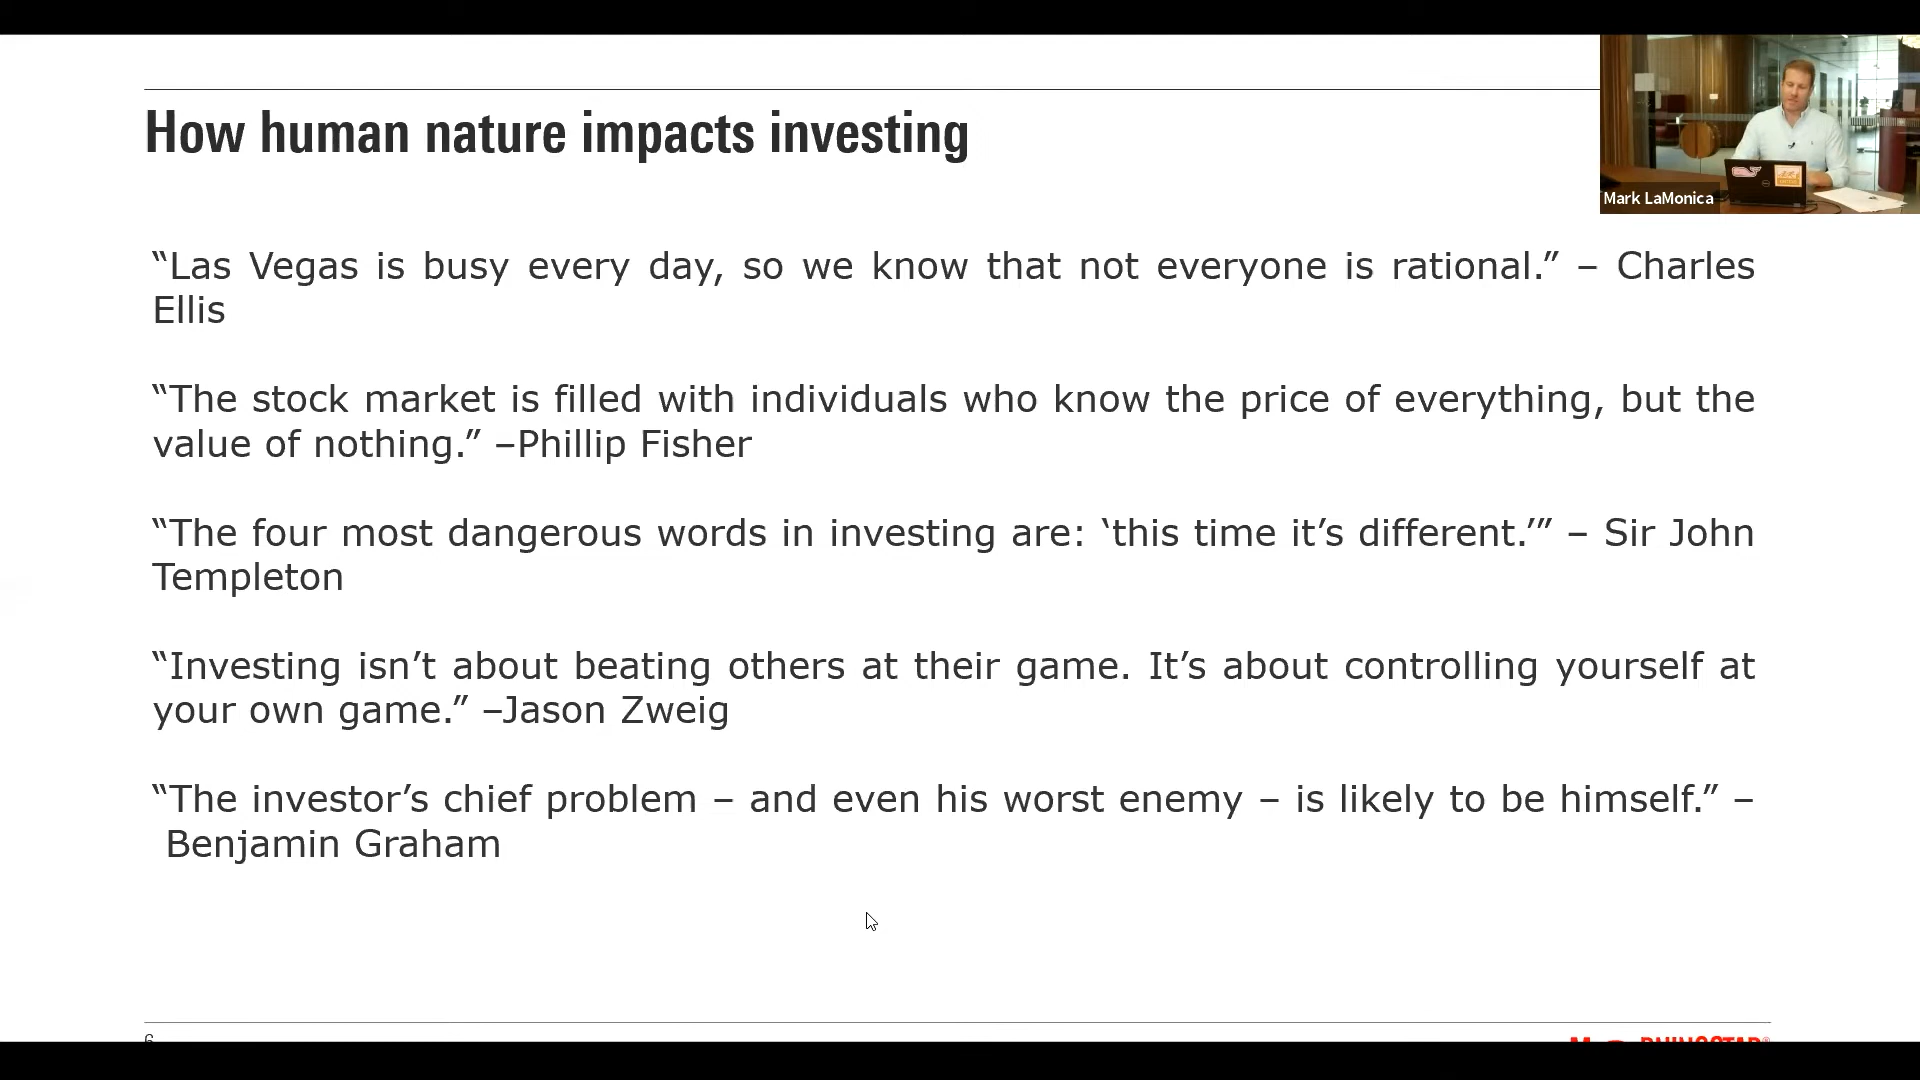 How human nature impacts investing
Mark LaMonica
“Las Vegas is busy every day, so we know that not everyone is rational.” – Charles
Ellis
“The stock market is filled with individuals who know the price of everything, but the
value of nothing.” –Phillip Fisher
“The four most dangerous words in investing are: ‘this time it’s different.’” – Sir John
Templeton
“Investing isn’t about beating others at their game. It’s about controlling yourself at
your own game.” –Jason Zweig
“The investor’s chief problem – and even his worst enemy – is likely to be himself.” –
Benjamin Graham
6